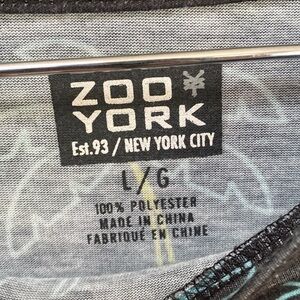 ZOO
YORK
Est.93 / NEW YORK CITY
L/G
100% POLYESTER
MADE IN CHINA
FABRIQUÉ EN CHINE